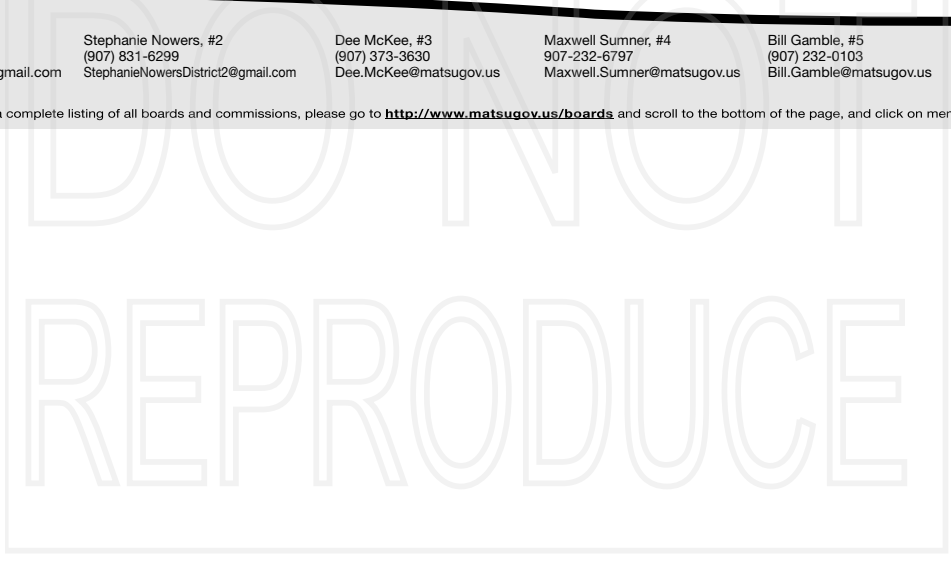 Stephanie Nowers, #2 Dee McKee, #3 Maxwell Sumner, #4 Bill Gamble, #5
(907) 831-6299 (907) 373-3630 907-232-6797 (907) 232-0103
gmail.com StephanieNowersDistrict2@gmail.com Dee.McKee@matsugov.us Maxwell.Sumner@matsugov.us Bill.Gamble@matsugov.us
a complete listing of all boards and commissions, please go to http://www.matsugov.us/boards and scroll to the bottom of the page, and click on mer
DO NOT
REPRODUCE